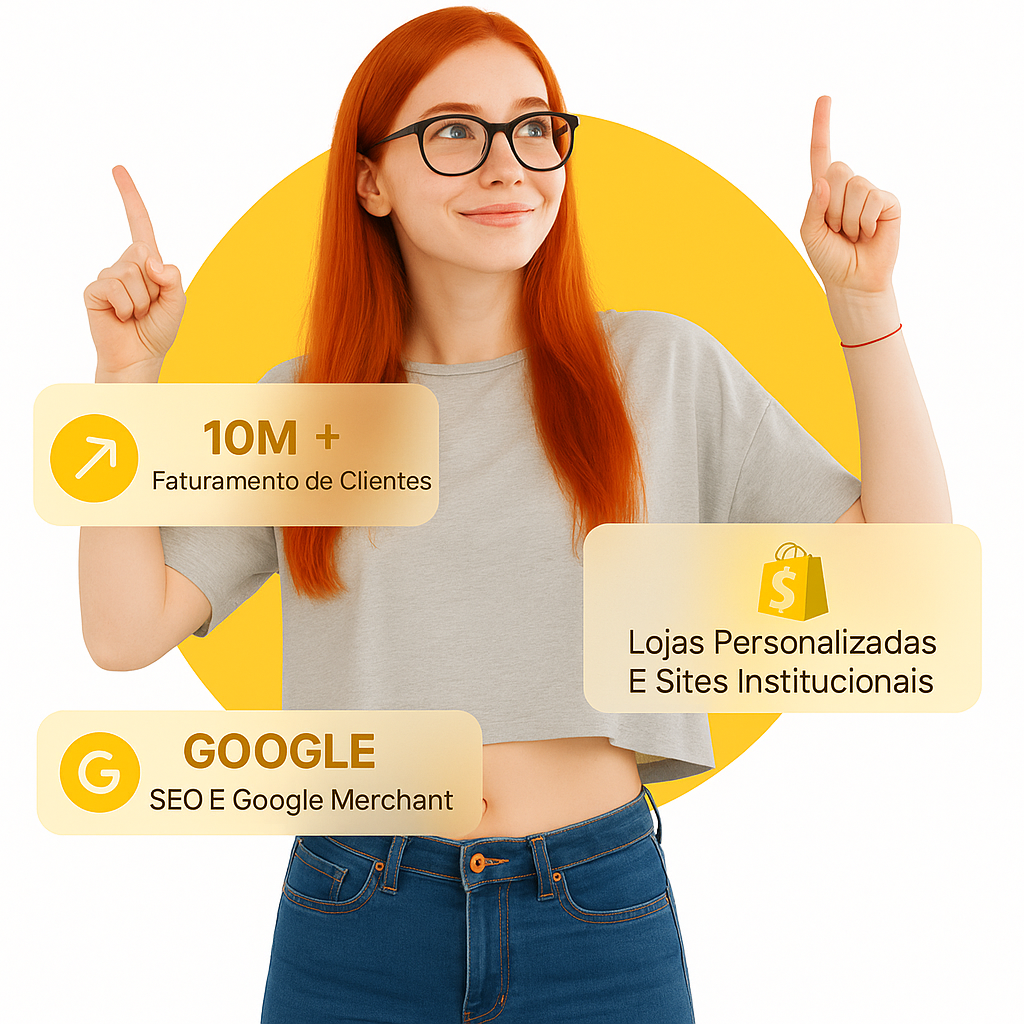 10M +
Faturamento de Clientes
$
Lojas Personalizadas
E Sites Institucionais
G
GOOGLE
SEO E Google Merchant